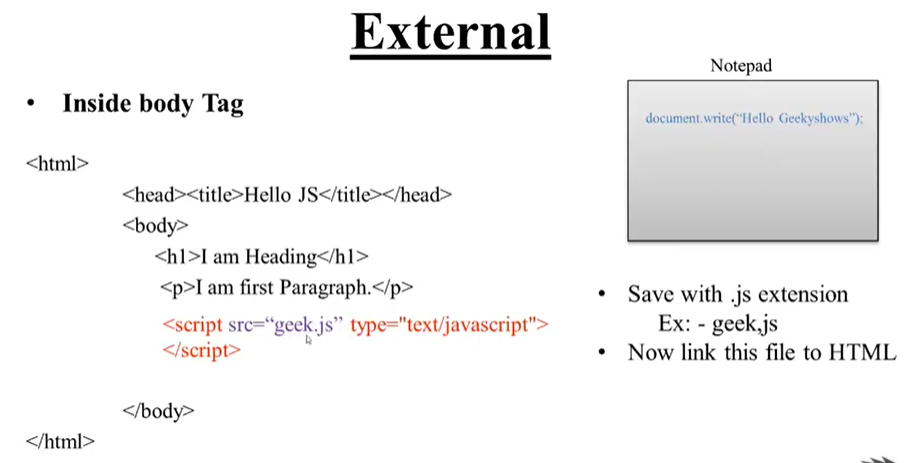 External
• Inside body Tag
<html>
<head><title>Hello JS</title></head>
<body>
<h1>I am Heading</h1>
<p>I am first Paragraph.</p>
<script src=“geek.js” type="text/javascript">
</script>
</body>
</html>
Notepad
document.write(“Hello Geekyshows”);
• Save with .js extension
Ex: - geek,js
• Now link this file to HTML